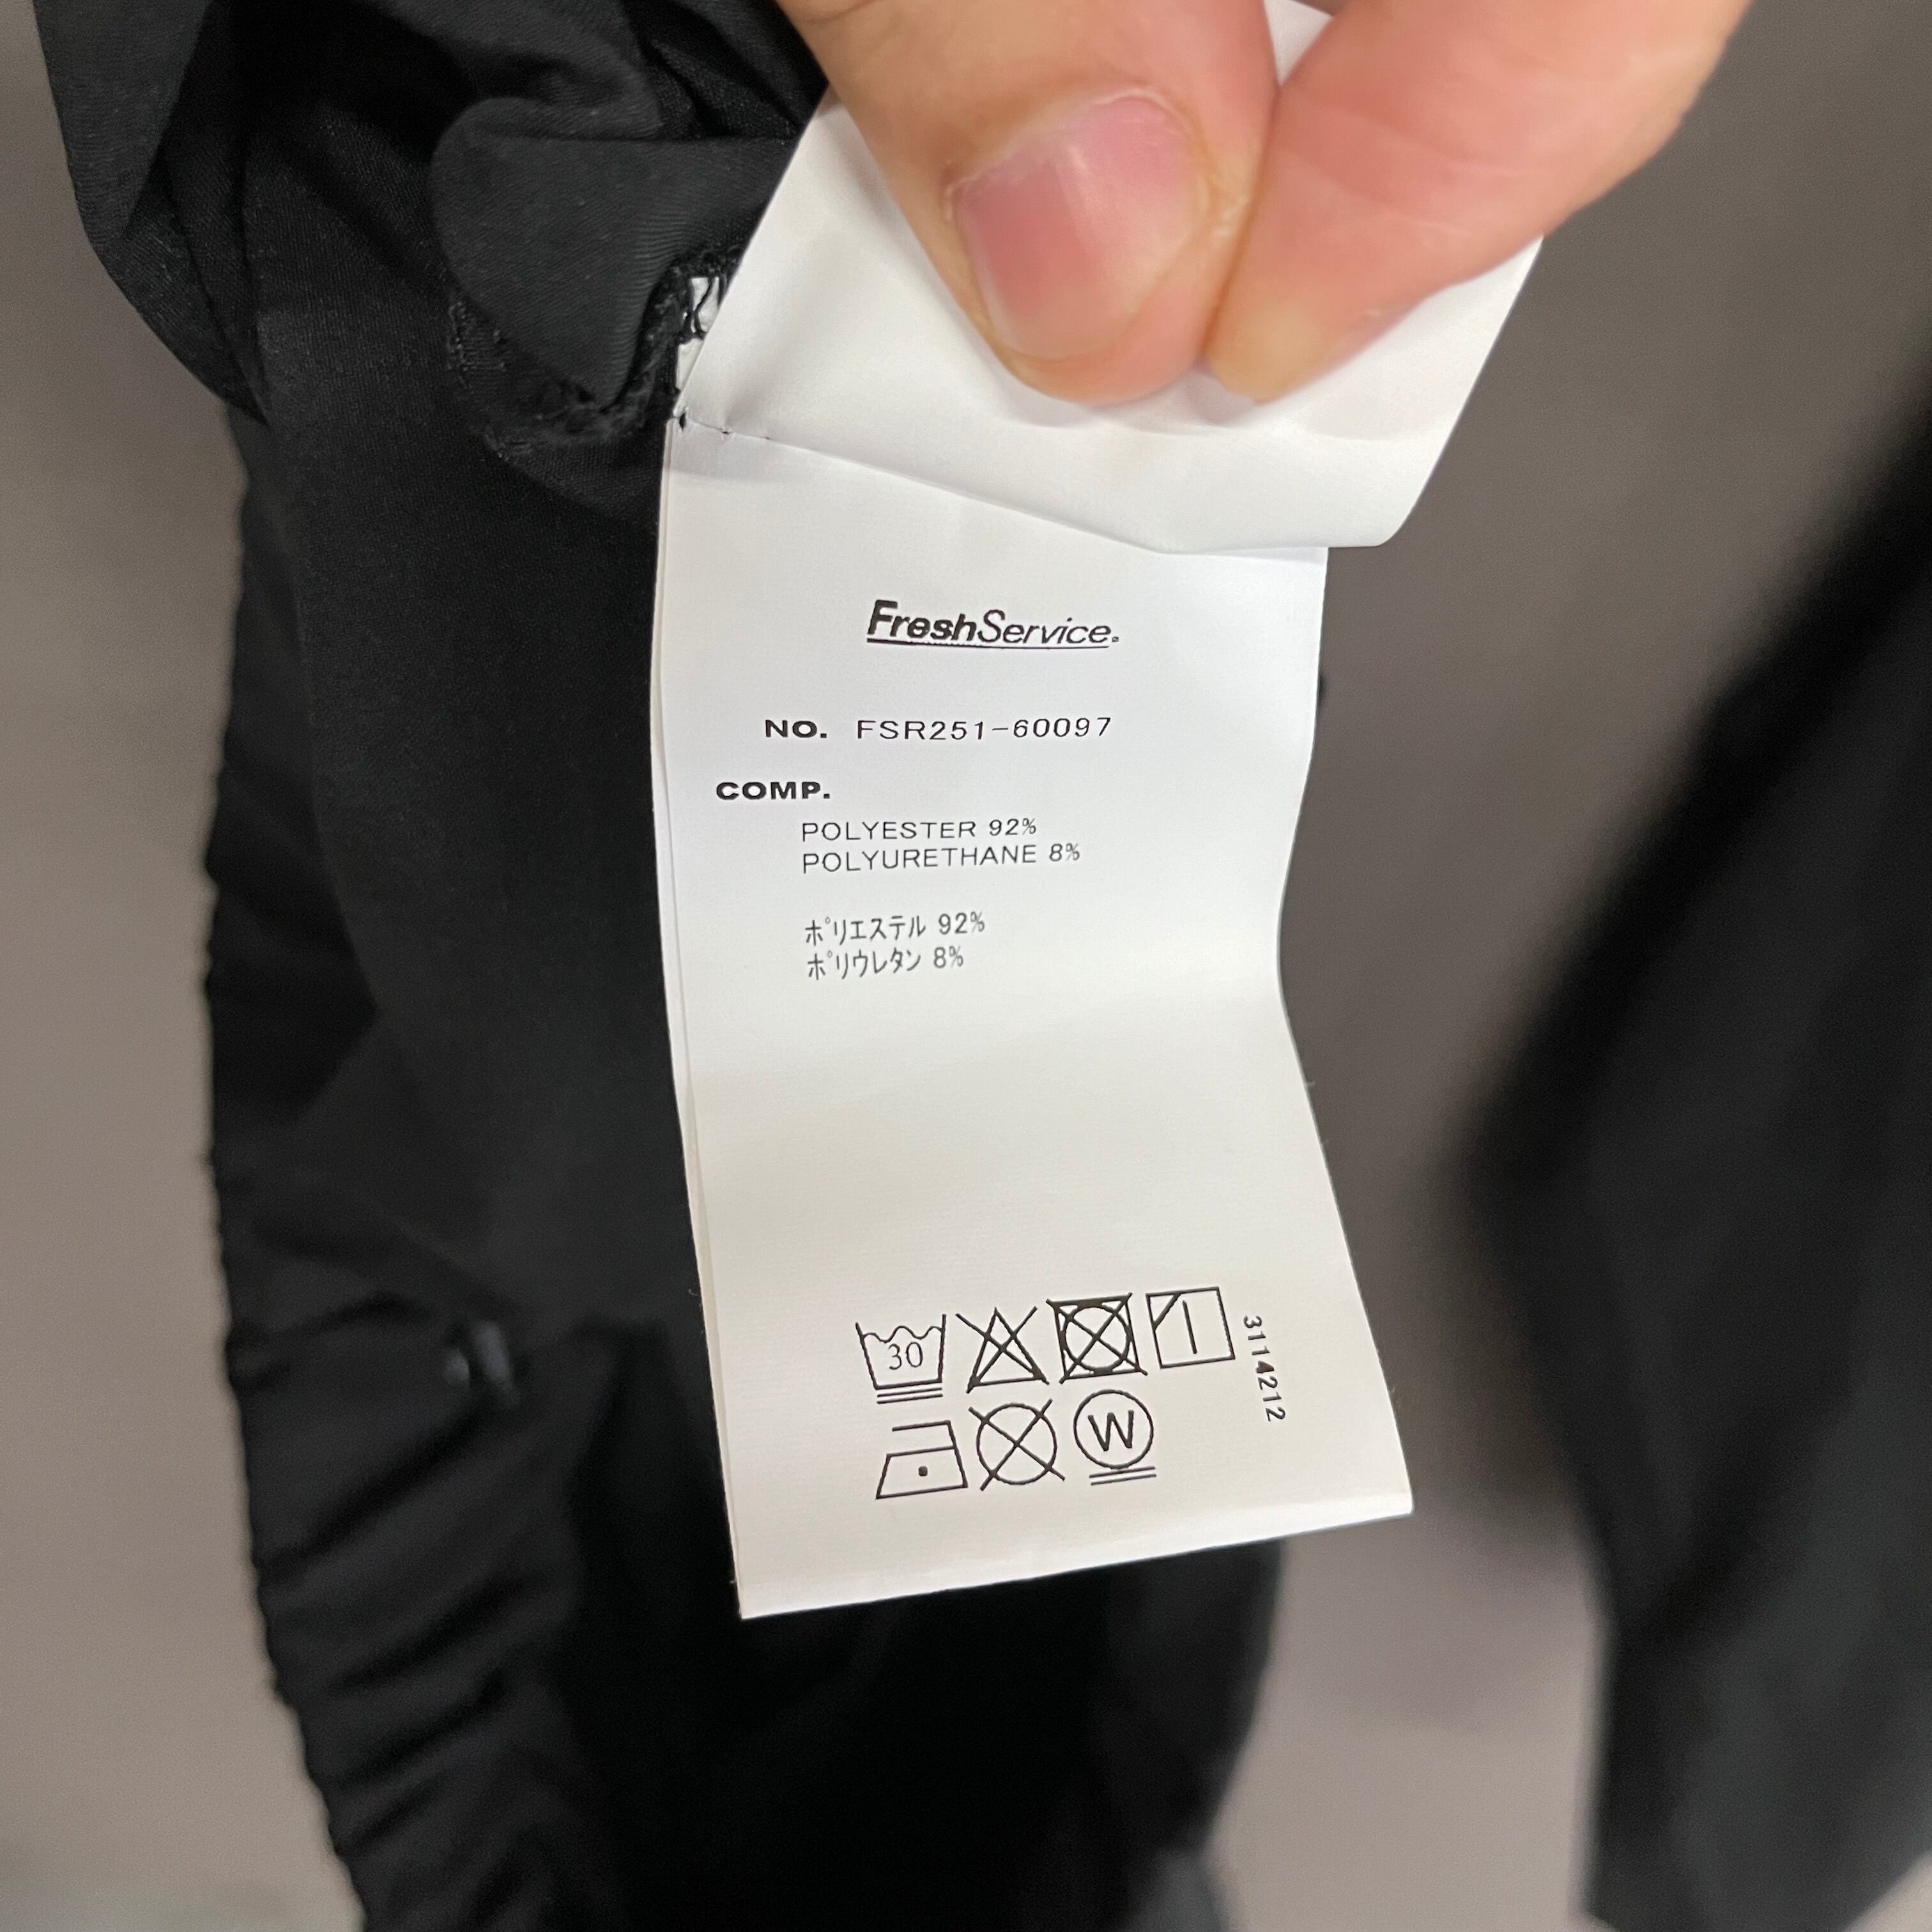 FreshService®
NO. FSR251-60097
COMP.
POLYESTER 92%
POLYURETHANE 8%
ポリエステル 92%
ポリウレタン 8%
30
W
3114212